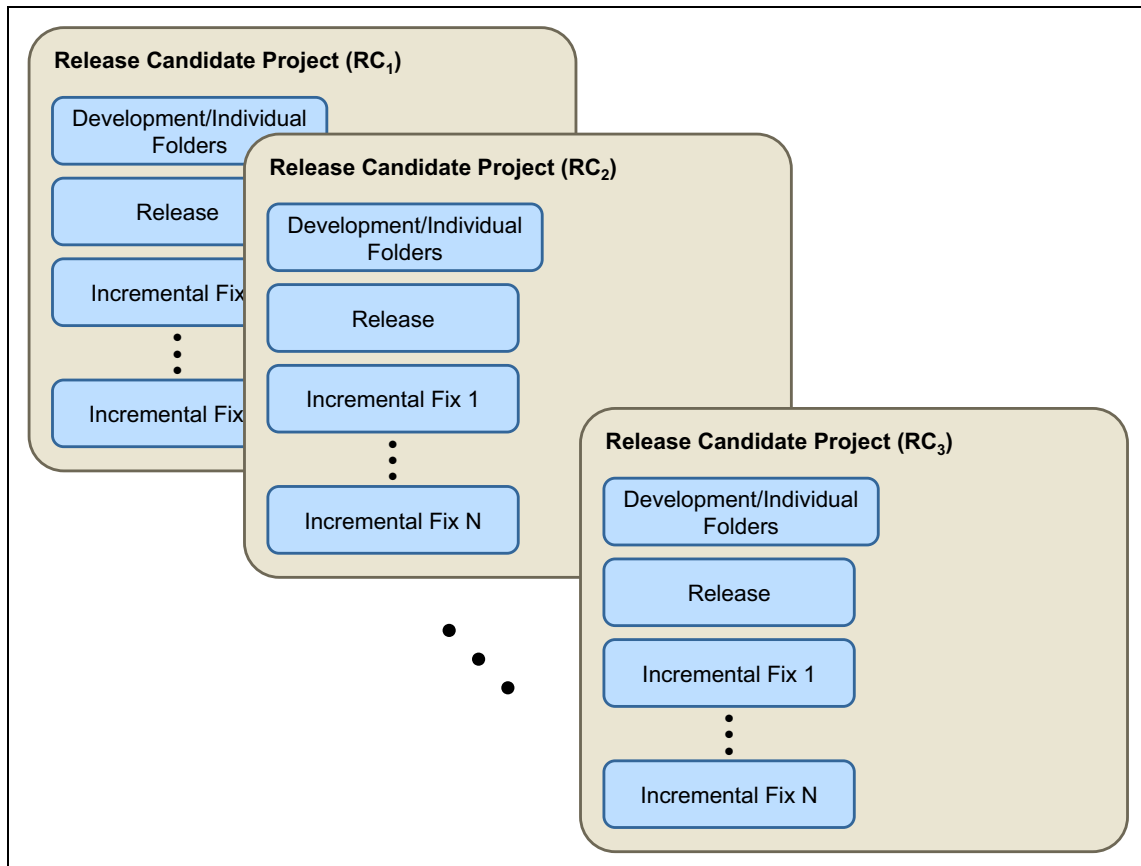 Release Candidate Project (RC₁)
Development/Individual
Folders
Release
Incremental Fix
Incremental Fix
Release Candidate Project (RC₂)
Development/Individual
Folders
Release
Incremental Fix 1
Incremental Fix N
Release Candidate Project (RC₃)
Development/Individual
Folders
Release
Incremental Fix 1
Incremental Fix N